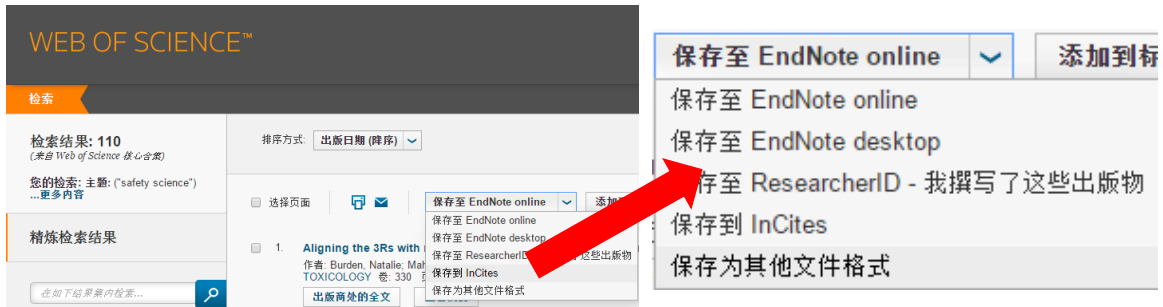 WEB OF SCIENCE™
检索
检索结果: 110
(来自 Web of Science 核心合集)
您的检索: 主题: ("safety science")
...更多内容
精炼检索结果
在如下结果集内检索...
排序方式: 出版日期 (降序)
选择页面
保存至 EndNote online
添加
保存至 EndNote online
保存至 EndNote desktop
保存至 ResearcherID 这些出版物
保存到 InCites
保存为其他文件格式
1. Aligning the 3Rs with
作者: Burden, Natalie;
TOXICOLOGY 卷: 330
出版商处的全文
保存至 EndNote online
添加到标
保存至 EndNote online
保存至 EndNote desktop
存至 ResearcherID - 我撰写了这些出版物
保存到 InCites
保存为其他文件格式